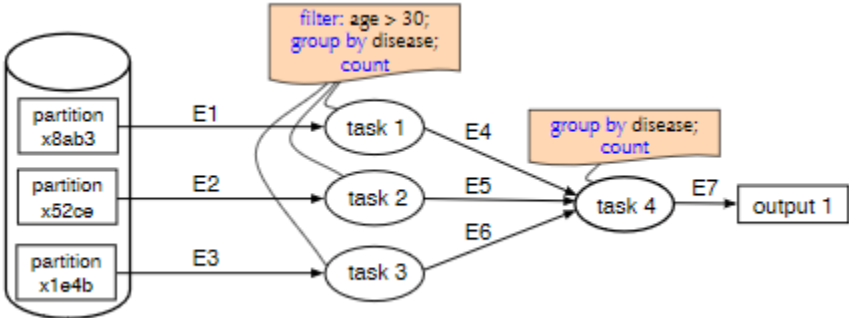 filter: age > 30;
group by disease;
count
partition
x8ab3
E1
task 1
E4
group by disease;
count
partition
x52ce
E2
task 2
E5
task 4
E7
output 1
E6
partition
x1e4b
E3
task 3